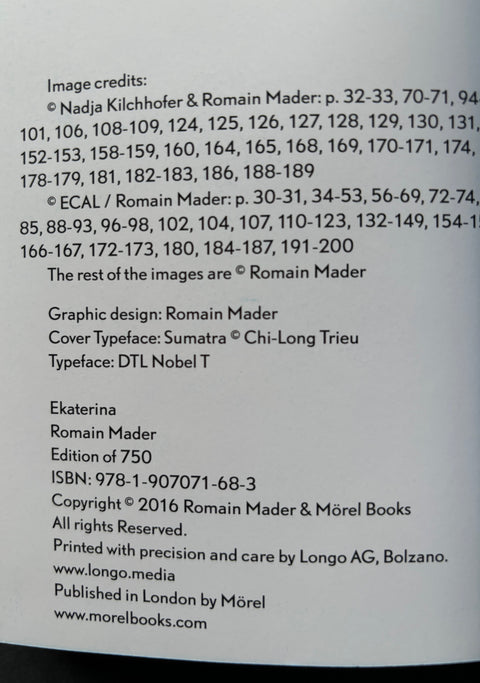 Image credits:
© Nadja Kilchhofer & Romain Mader: p. 32-33, 70-71, 94-
101, 106, 108-109, 124, 125, 126, 127, 128, 129, 130, 131,
152-153, 158-159, 160, 164, 165, 168, 169, 170-171, 174,
178-179, 181, 182-183, 186, 188-189
© ECAL / Romain Mader: p. 30-31, 34-53, 56-69, 72-74,
85, 88-93, 96-98, 102, 104, 107, 110-123, 132-149,
166-167, 172-173, 180, 184-187, 191-200
The rest of the images are © Romain Mader
Graphic design: Romain Mader
Cover Typeface: Sumatra © Chi-Long Trieu
Typeface: DTL Nobel T
Ekaterina
Romain Mader
Edition of 750
ISBN: 978-1-907071-68-3
Copyright © 2016 Romain Mader & Mörel Books
All rights Reserved.
Printed with precision and care by Longo AG, Bolzano.
www.longo.media
Published in London by Mörel
www.morelbooks.com